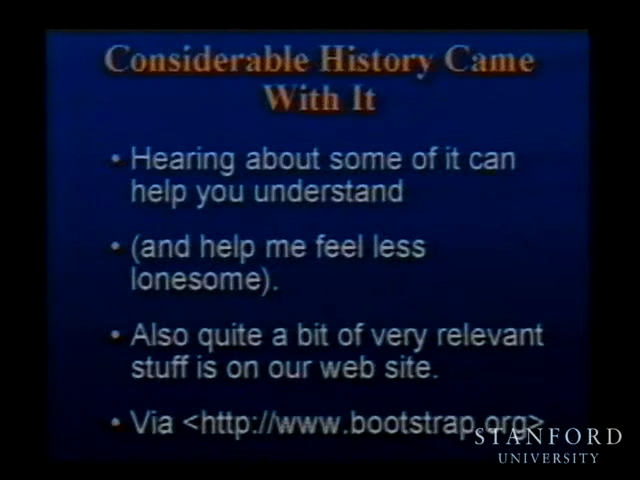 Considerable History Came
With It
• Hearing about some of it can
help you understand
• (and help me feel less
lonesome).
• Also quite a bit of very relevant
stuff is on our web site.
• Via <http://www.bootstrap.org>
STANFORD
UNIVERSITY